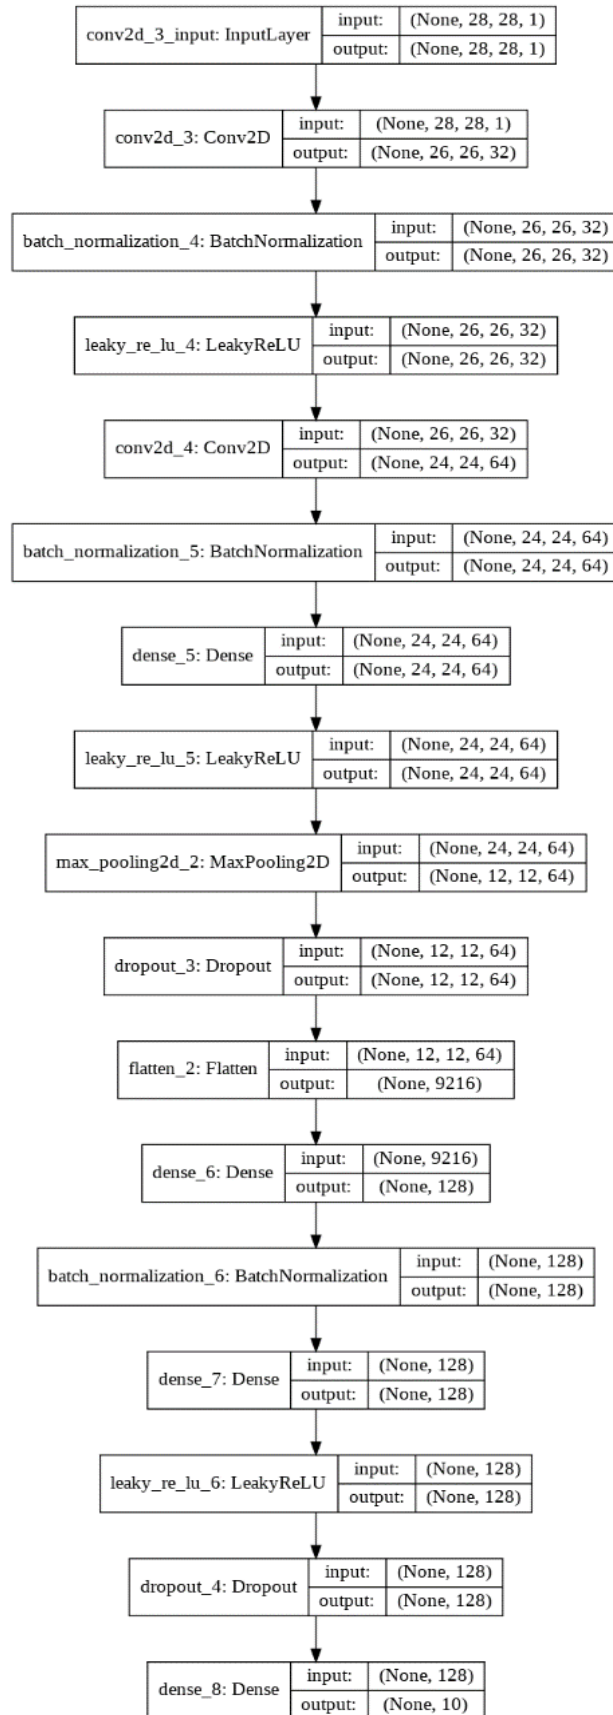 conv2d_3_input: InputLayer input: (None, 28, 28, 1)
output: (None, 28, 28, 1)
conv2d_3: Conv2D input: (None, 28, 28, 1)
output: (None, 26, 26, 32)
batch_normalization_4: BatchNormalization input: (None, 26, 26, 32)
output: (None, 26, 26, 32)
leaky_re_lu_4: LeakyReLU input: (None, 26, 26, 32)
output: (None, 26, 26, 32)
conv2d_4: Conv2D input: (None, 26, 26, 32)
output: (None, 24, 24, 64)
batch_normalization_5: BatchNormalization input: (None, 24, 24, 64)
output: (None, 24, 24, 64)
dense_5: Dense input: (None, 24, 24, 64)
output: (None, 24, 24, 64)
leaky_re_lu_5: LeakyReLU input: (None, 24, 24, 64)
output: (None, 24, 24, 64)
max_pooling2d_2: MaxPooling2D input: (None, 24, 24, 64)
output: (None, 12, 12, 64)
dropout_3: Dropout input: (None, 12, 12, 64)
output: (None, 12, 12, 64)
flatten_2: Flatten input: (None, 12, 12, 64)
output: (None, 9216)
dense_6: Dense input: (None, 9216)
output: (None, 128)
batch_normalization_6: BatchNormalization input: (None, 128)
output: (None, 128)
dense_7: Dense input: (None, 128)
output: (None, 128)
leaky_re_lu_6: LeakyReLU input: (None, 128)
output: (None, 128)
dropout_4: Dropout input: (None, 128)
output: (None, 128)
dense_8: Dense input: (None, 128)
output: (None, 10)